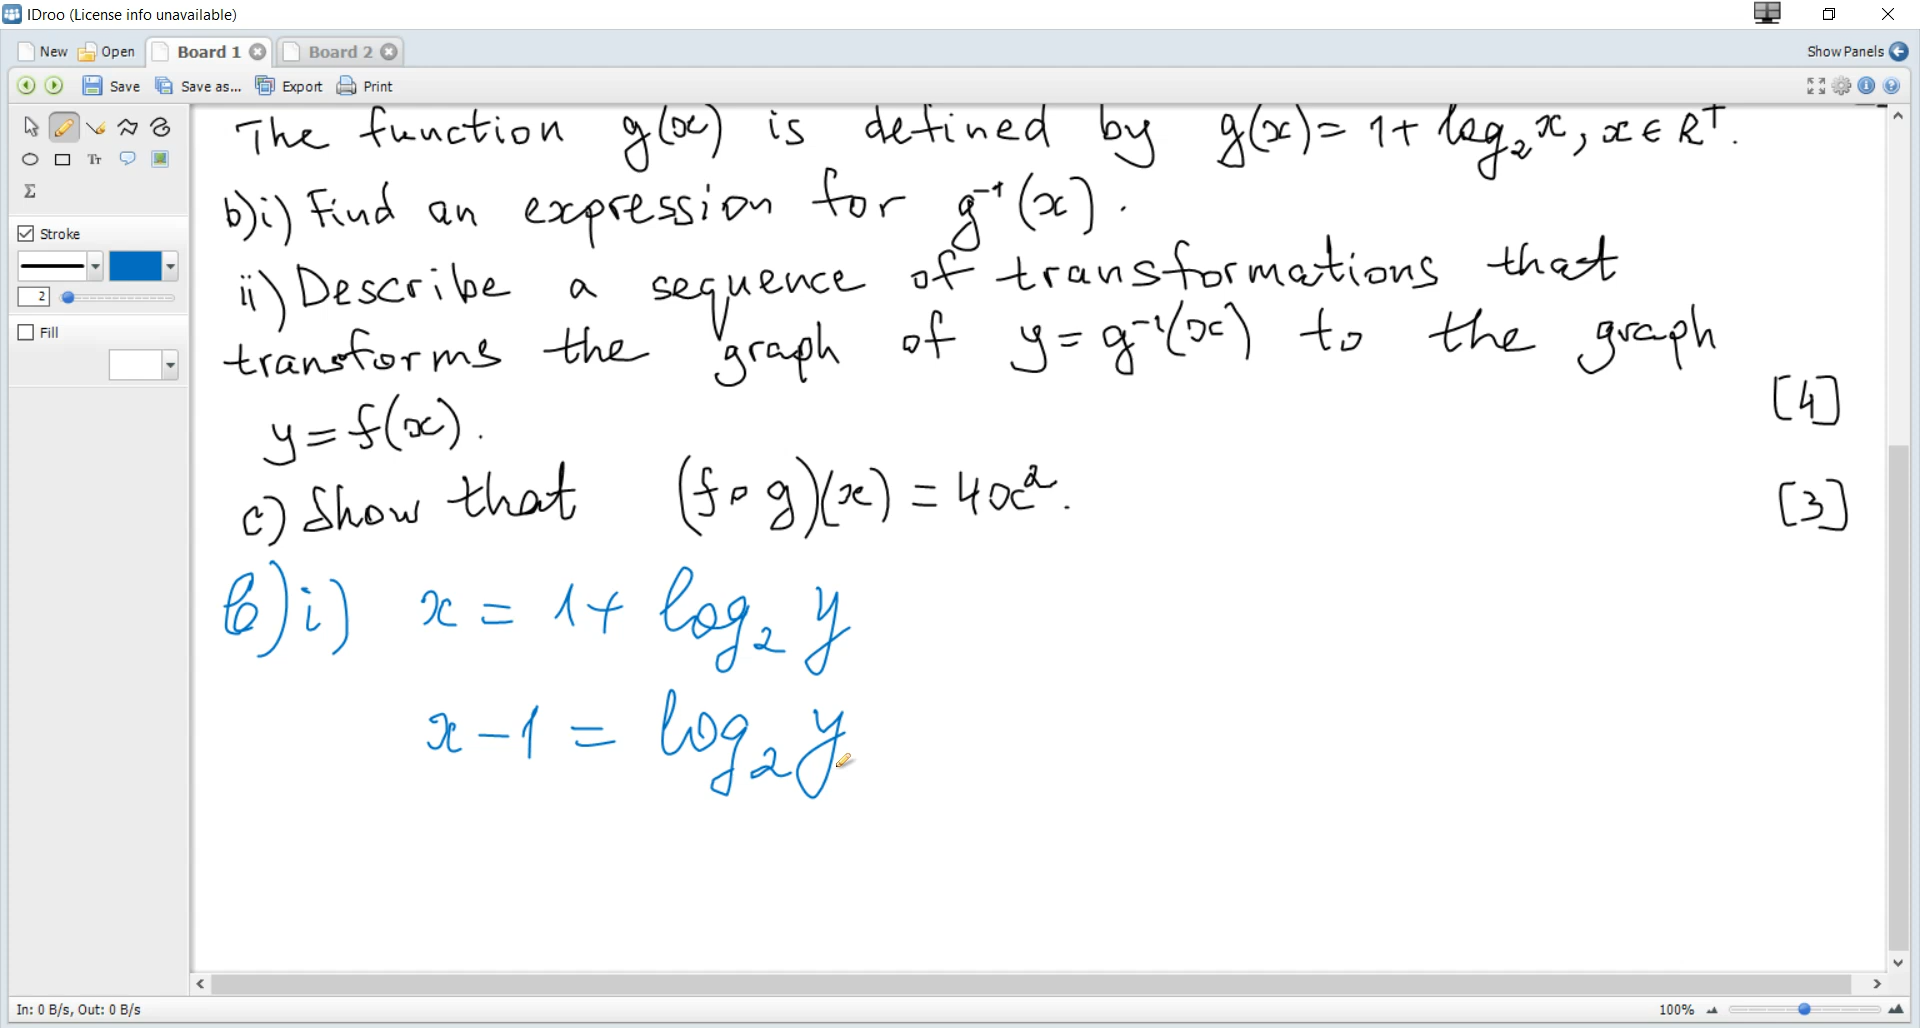 IDroo (License info unavailable)
New Open Board 1 Board 2 Show Panels
Save Save as... Export Print
The function g(x) is defined by g(x) = 1 + log₂x, x ∈ R⁺.
b)i) Find an expression for g⁻¹(x).
ii) Describe a sequence of transformations that
transforms the graph of y = g⁻¹(x) to the graph
[4]
y = f(x).
c) Show that (f ∘ g)(x) = 4x². [3]
b)i) x = 1 + log₂ y
x - 1 = log₂ y
Tr
Σ
Stroke
2
Fill
In: 0 B/s, Out: 0 B/s 100%